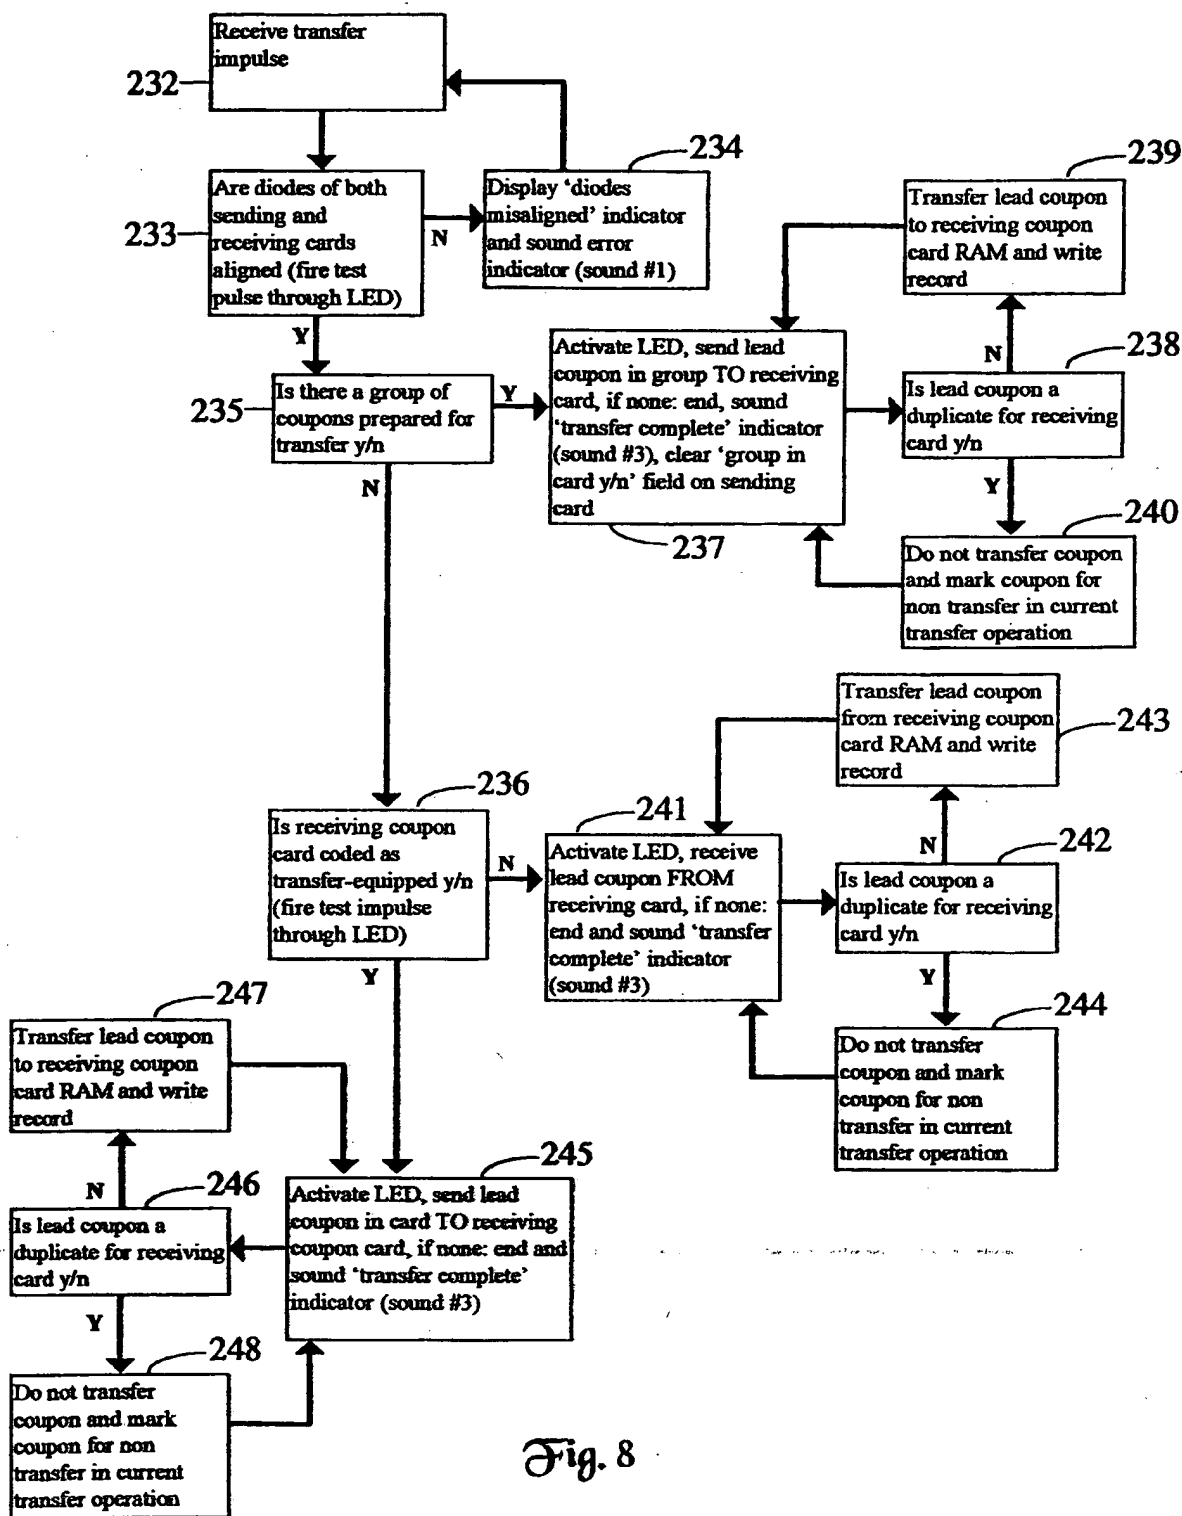 Receive transfer
impulse
232
Are diodes of both
sending and
receiving cards
aligned (fire test
pulse through LED)
233
N
Y
234
Display ‘diodes
misaligned’ indicator
and sound error
indicator (sound #1)
Is there a group of
coupons prepared for
transfer y/n
235
Y
N
Activate LED, send lead
coupon in group TO receiving
card, if none: end, sound
‘transfer complete’ indicator
(sound #3), clear ‘group in
card y/n’ field on sending
card
237
239
Transfer lead coupon
to receiving coupon
card RAM and write
record
N
238
Is lead coupon a
duplicate for receiving
card y/n
Y
240
Do not transfer coupon
and mark coupon for
non transfer in current
transfer operation
236
Is receiving coupon
card coded as
transfer-equipped y/n
(fire test impulse
through LED)
N
Y
241
Activate LED, receive
lead coupon FROM
receiving card, if none:
end and sound ‘transfer
complete’ indicator
(sound #3)
Transfer lead coupon
from receiving coupon
card RAM and write
record
243
N
242
Is lead coupon a
duplicate for receiving
card y/n
Y
244
Do not transfer
coupon and mark
coupon for non
transfer in current
transfer operation
247
Transfer lead coupon
to receiving coupon
card RAM and write
record
N
246
Is lead coupon a
duplicate for receiving
card y/n
Y
245
Activate LED, send lead
coupon in card TO receiving
coupon card, if none: end and
sound ‘transfer complete’
indicator (sound #3)
248
Do not transfer
coupon and mark
coupon for non
transfer in current
transfer operation
Fig. 8